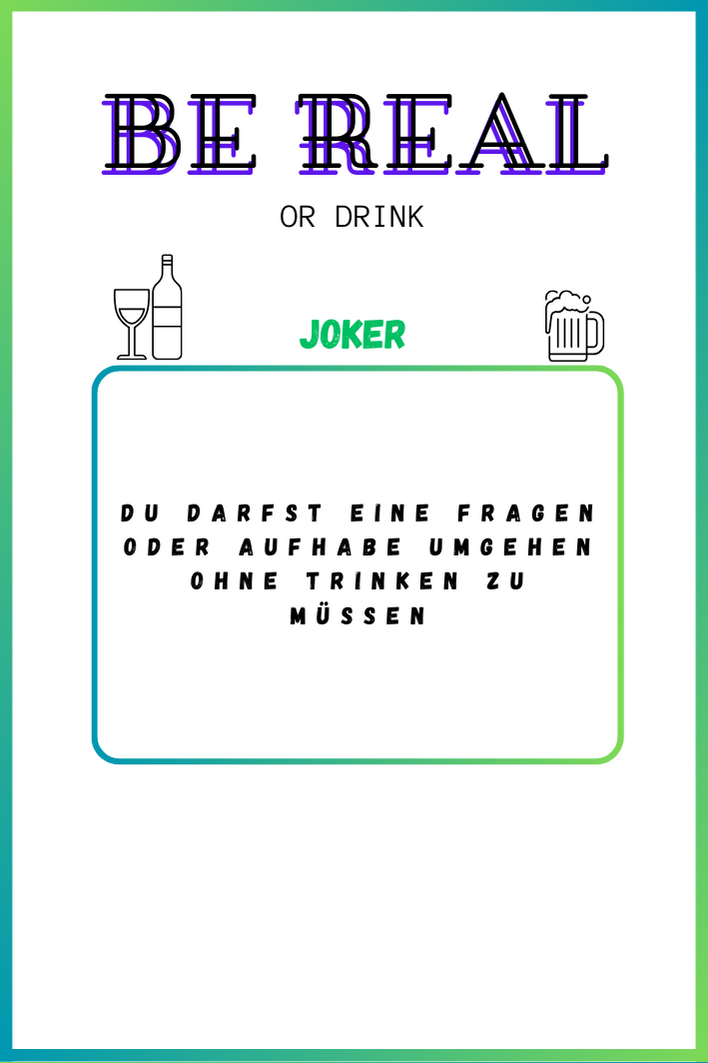 BE REAL
OR DRINK
JOKER
DU DARFST EINE FRAGEN
ODER AUFHABE UMGEHEN
OHNE TRINKEN ZU
MÜSSEN